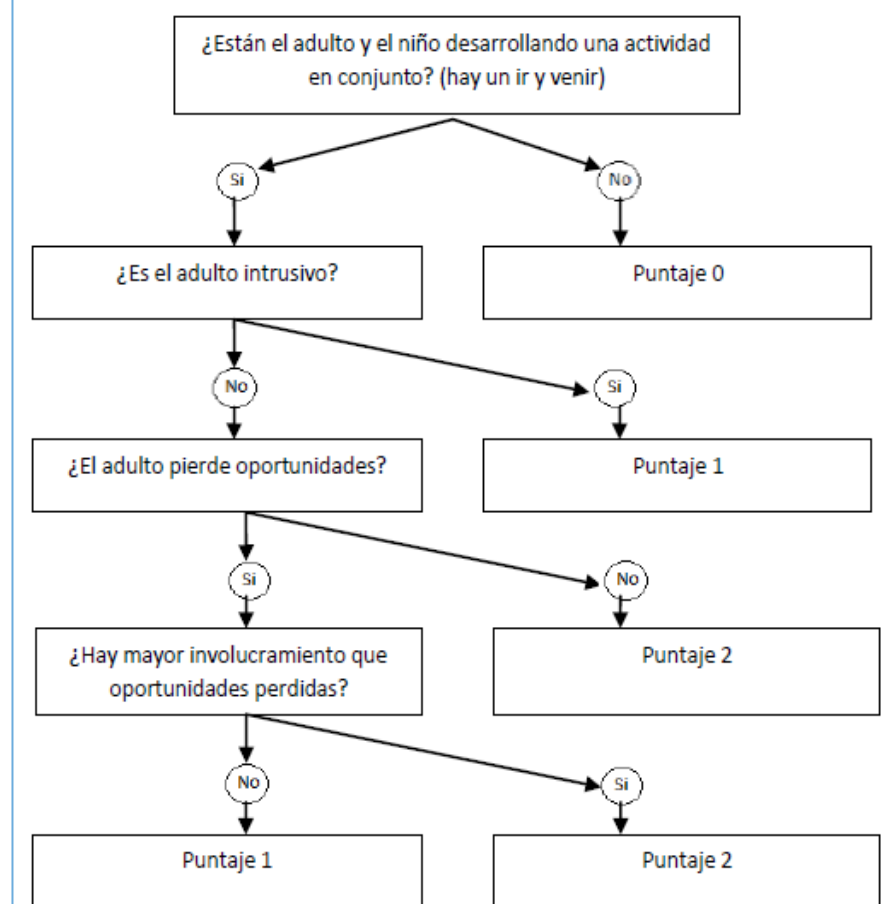 ¿Están el adulto y el niño desarrollando una actividad
en conjunto? (hay un ir y venir)
Si
No
¿Es el adulto intrusivo?
Puntaje 0
No
Si
¿El adulto pierde oportunidades?
Puntaje 1
Si
No
¿Hay mayor involucramiento que
oportunidades perdidas?
Puntaje 2
No
Si
Puntaje 1
Puntaje 2